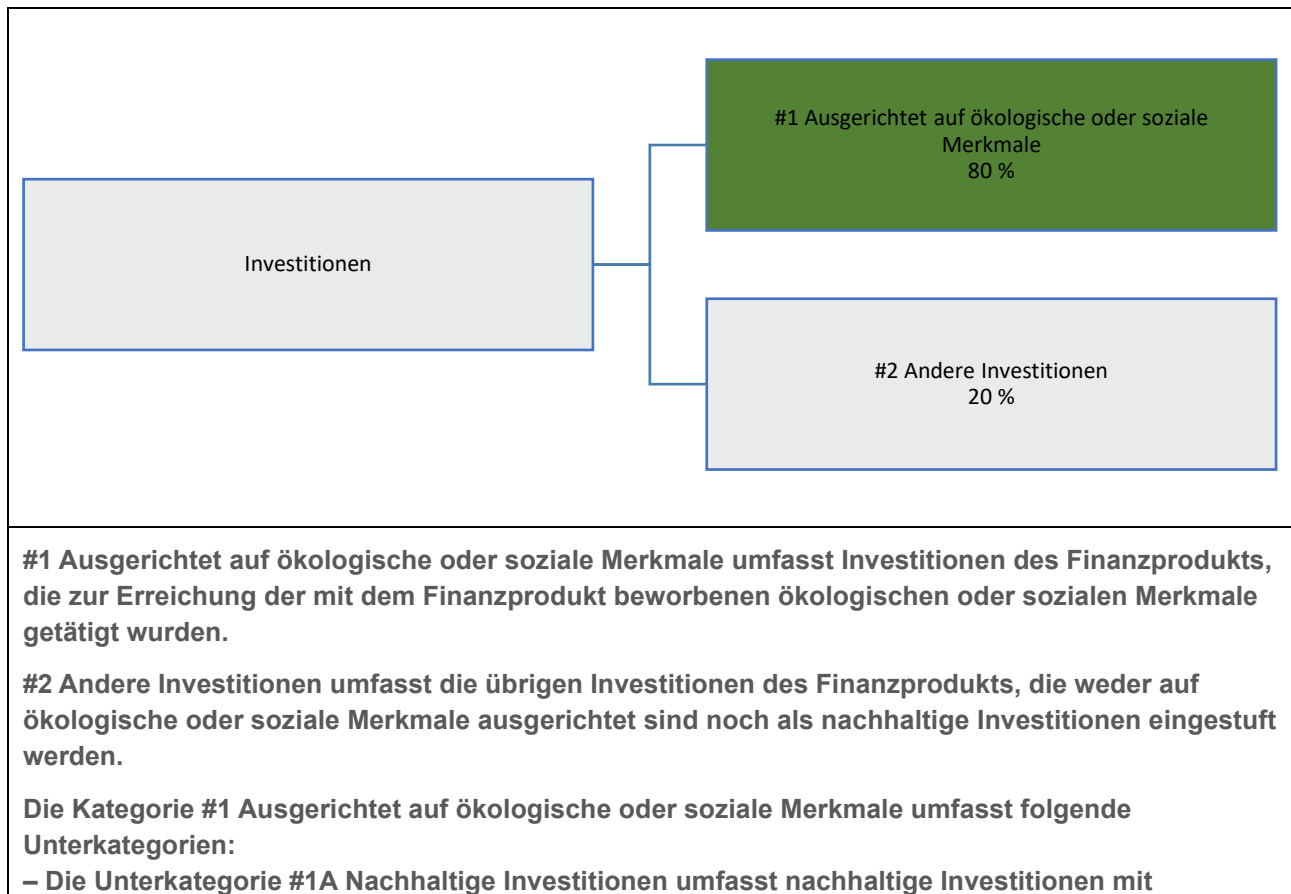 #1 Ausgerichtet auf ökologische oder soziale
Merkmale
80 %
Investitionen
#2 Andere Investitionen
20 %
#1 Ausgerichtet auf ökologische oder soziale Merkmale umfasst Investitionen des Finanzprodukts,
die zur Erreichung der mit dem Finanzprodukt beworbenen ökologischen oder sozialen Merkmale
getätigt wurden.
#2 Andere Investitionen umfasst die übrigen Investitionen des Finanzprodukts, die weder auf
ökologische oder soziale Merkmale ausgerichtet sind noch als nachhaltige Investitionen eingestuft
werden.
Die Kategorie #1 Ausgerichtet auf ökologische oder soziale Merkmale umfasst folgende
Unterkategorien:
– Die Unterkategorie #1A Nachhaltige Investitionen umfasst nachhaltige Investitionen mit